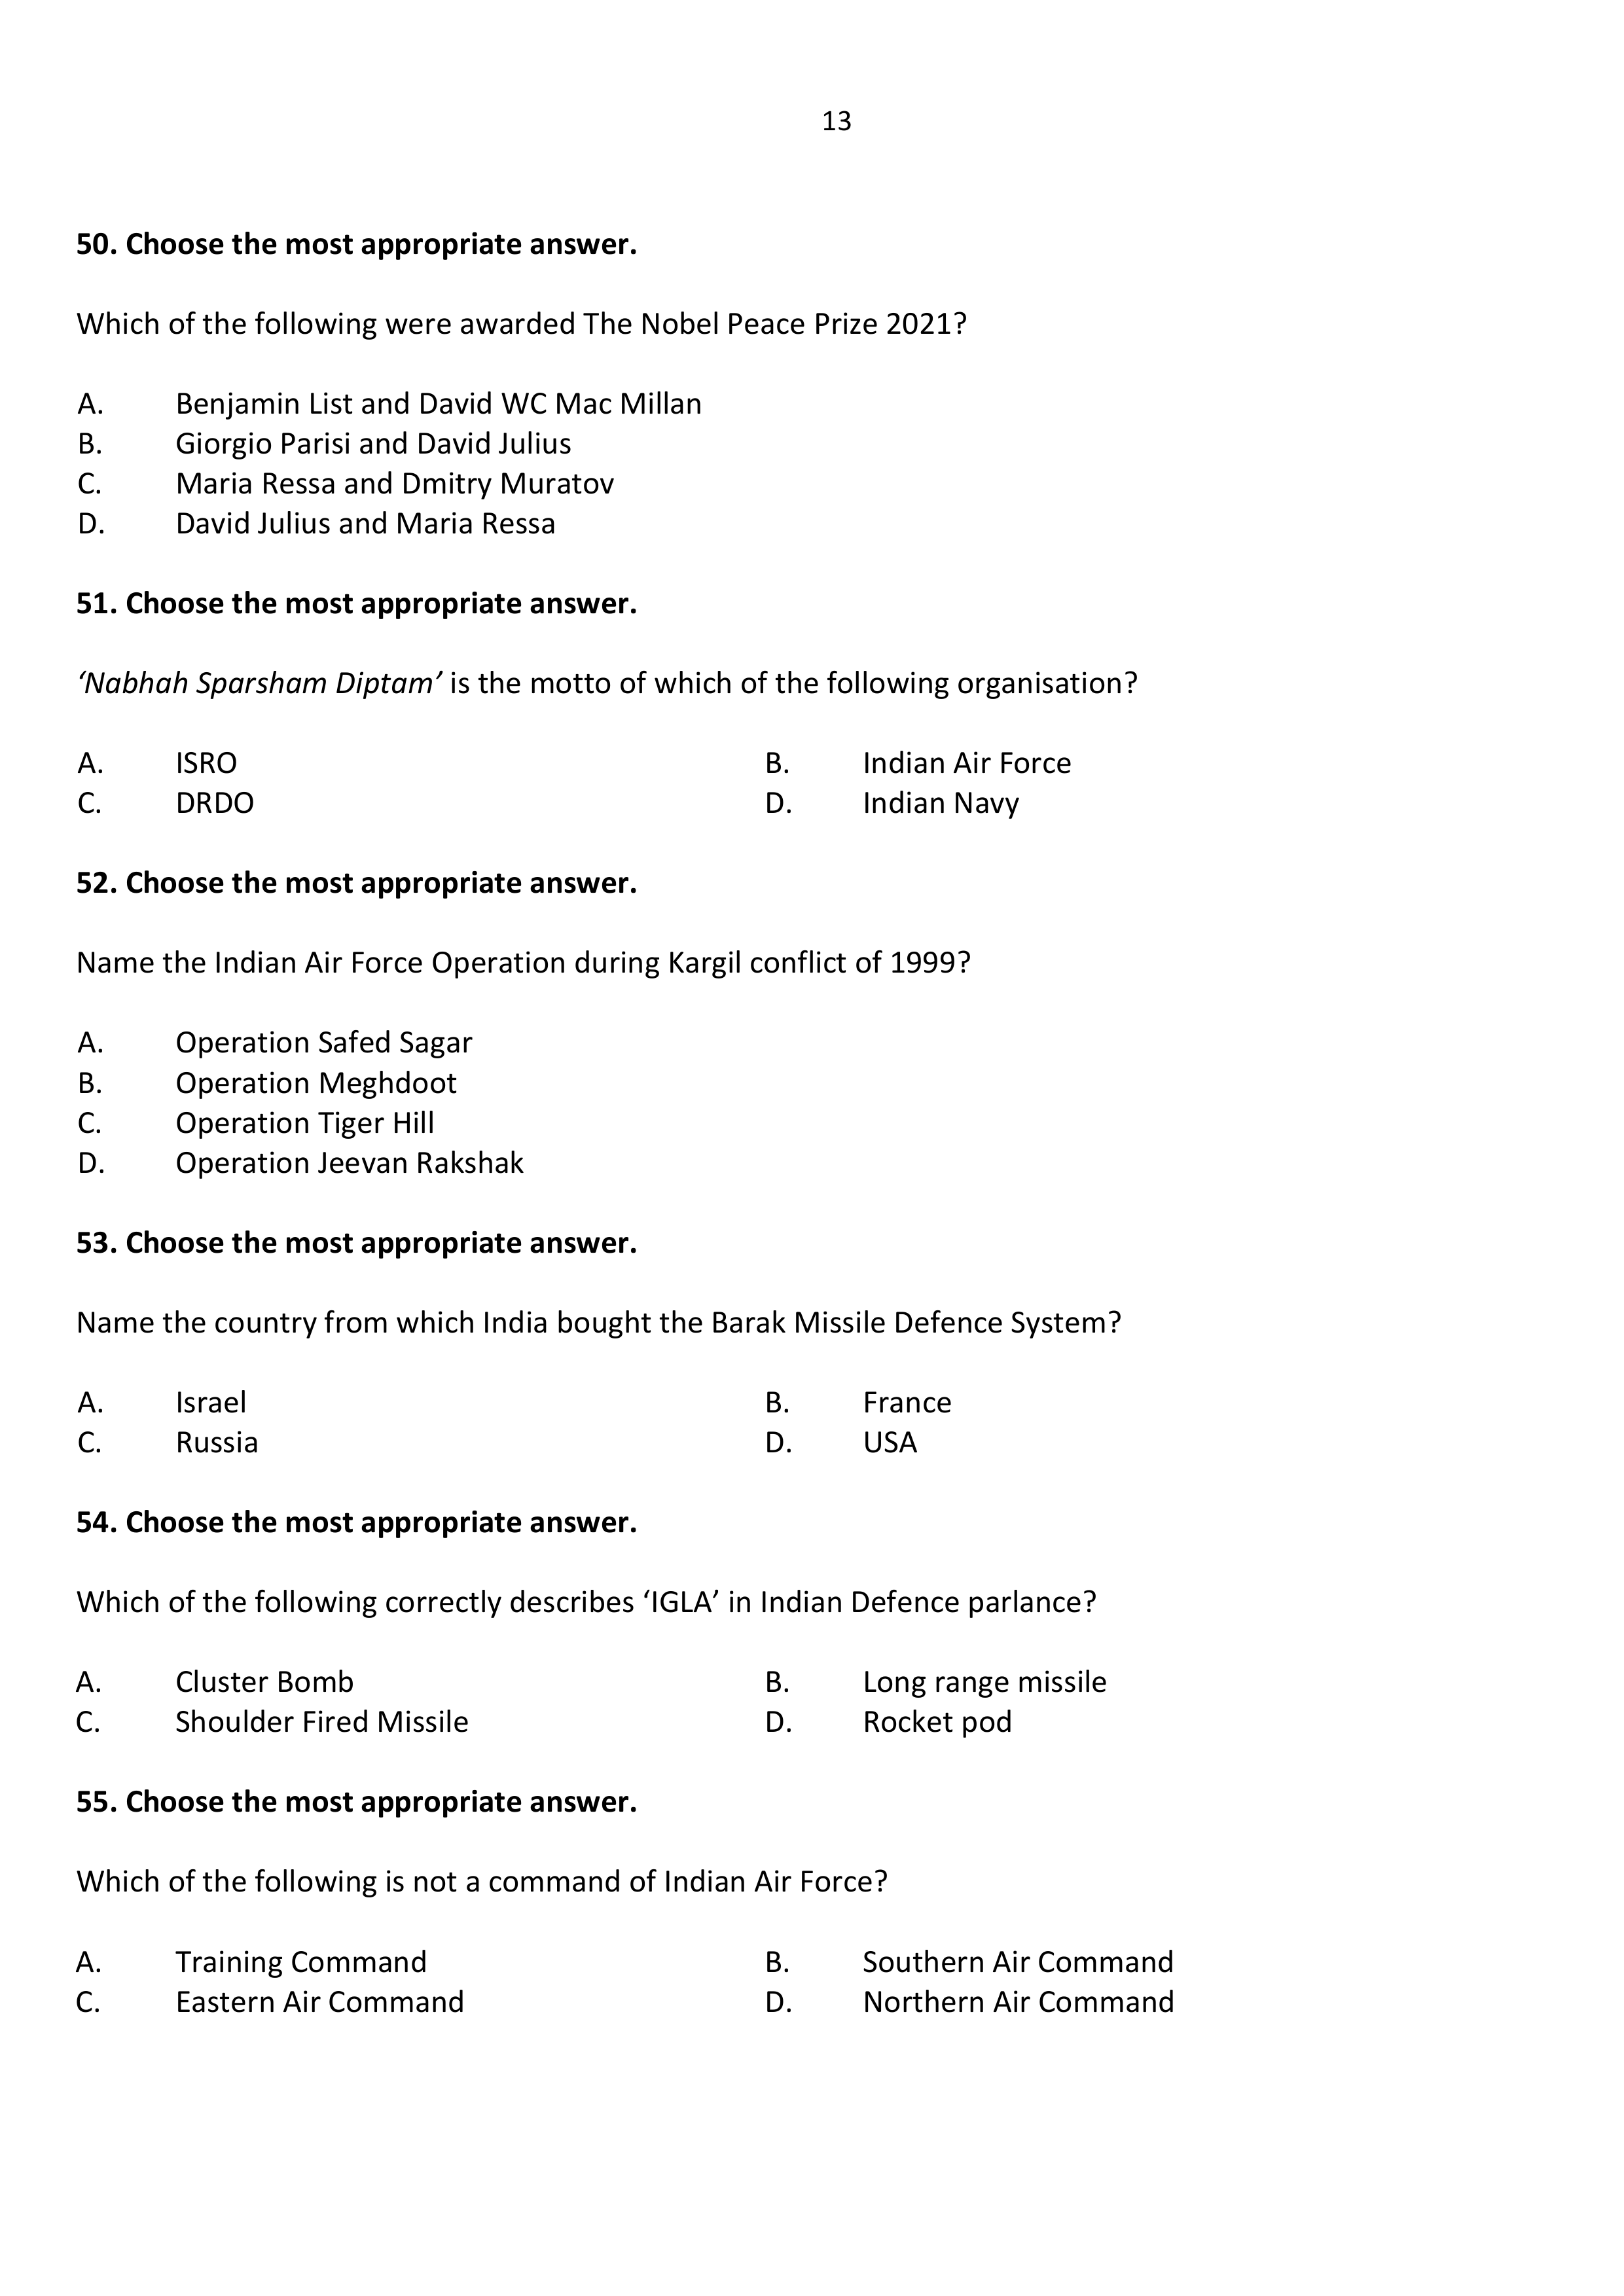 13
50. Choose the most appropriate answer.
Which of the following were awarded The Nobel Peace Prize 2021?
A. Benjamin List and David WC Mac Millan
B. Giorgio Parisi and David Julius
C. Maria Ressa and Dmitry Muratov
D. David Julius and Maria Ressa
51. Choose the most appropriate answer.
‘Nabhah Sparsham Diptam’ is the motto of which of the following organisation?
A. ISRO B. Indian Air Force
C. DRDO D. Indian Navy
52. Choose the most appropriate answer.
Name the Indian Air Force Operation during Kargil conflict of 1999?
A. Operation Safed Sagar
B. Operation Meghdoot
C. Operation Tiger Hill
D. Operation Jeevan Rakshak
53. Choose the most appropriate answer.
Name the country from which India bought the Barak Missile Defence System?
A. Israel B. France
C. Russia D. USA
54. Choose the most appropriate answer.
Which of the following correctly describes ‘IGLA’ in Indian Defence parlance?
A. Cluster Bomb B. Long range missile
C. Shoulder Fired Missile D. Rocket pod
55. Choose the most appropriate answer.
Which of the following is not a command of Indian Air Force?
A. Training Command B. Southern Air Command
C. Eastern Air Command D. Northern Air Command